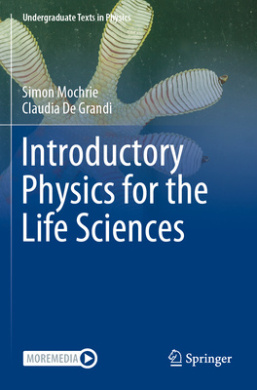 Undergraduate Texts in Physics
Simon Mochrie
Claudia De Grandi
Introductory
Physics for the
Life Sciences
MOREMEDIA
Springer